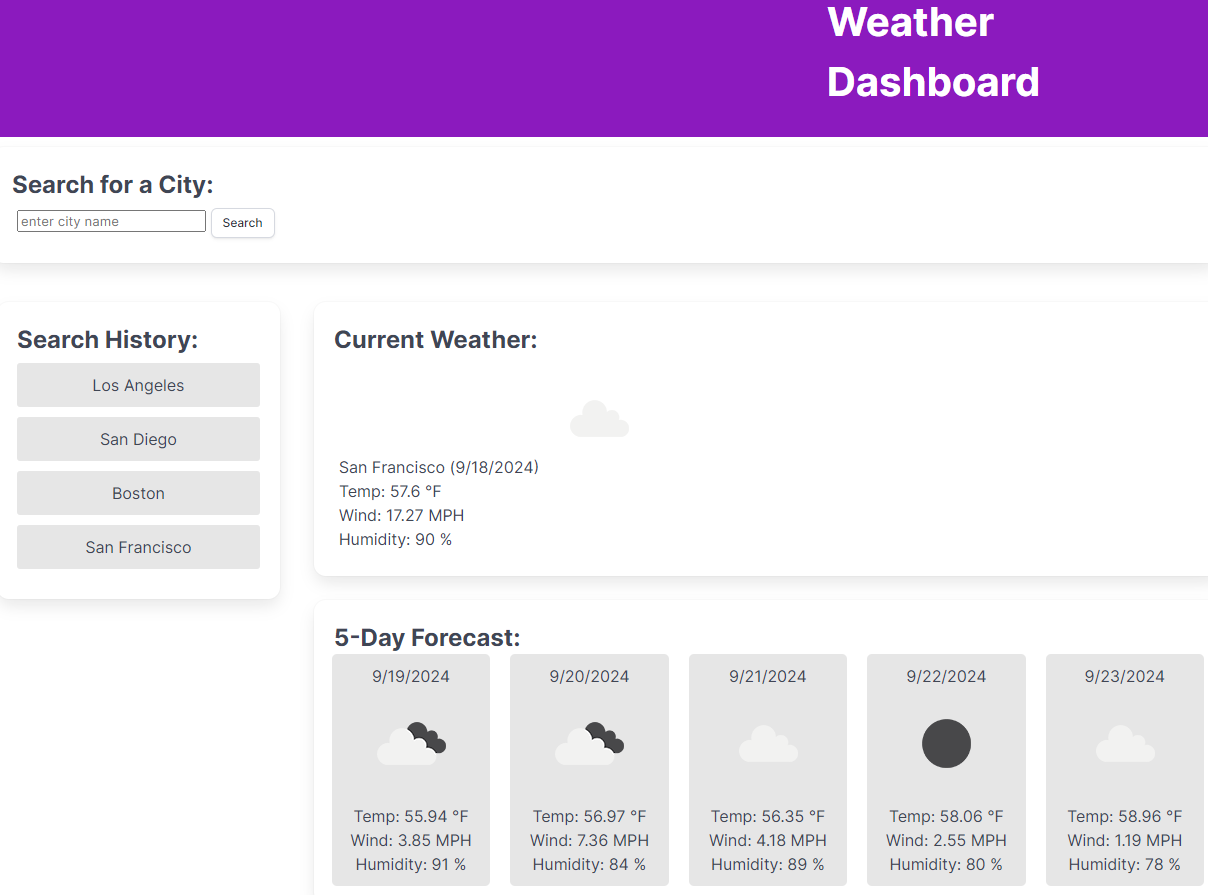 Weather
Dashboard
Search for a City:
enter city name
Search
Search History:
Los Angeles
San Diego
Boston
San Francisco
Current Weather:
San Francisco (9/18/2024)
Temp: 57.6 °F
Wind: 17.27 MPH
Humidity: 90 %
5-Day Forecast:
9/19/2024
Temp: 55.94 °F
Wind: 3.85 MPH
Humidity: 91 %
9/20/2024
Temp: 56.97 °F
Wind: 7.36 MPH
Humidity: 84 %
9/21/2024
Temp: 56.35 °F
Wind: 4.18 MPH
Humidity: 89 %
9/22/2024
Temp: 58.06 °F
Wind: 2.55 MPH
Humidity: 80 %
9/23/2024
Temp: 58.96 °F
Wind: 1.19 MPH
Humidity: 78 %